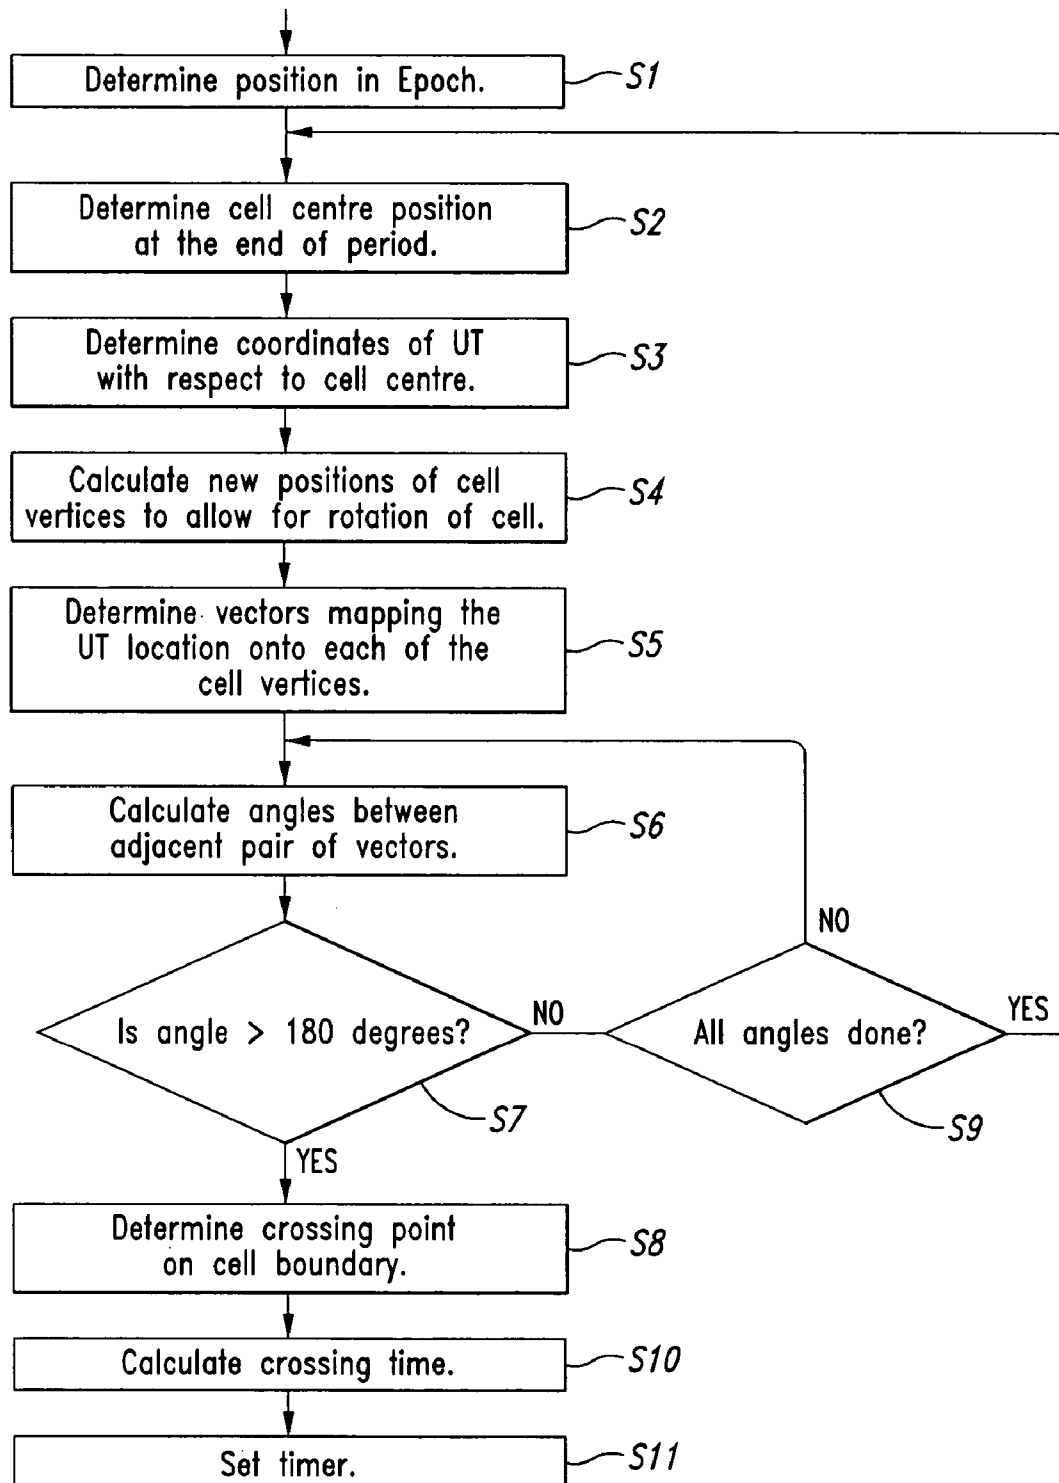 Determine position in Epoch.
S1
Determine cell centre position
at the end of period.
S2
Determine coordinates of UT
with respect to cell centre.
S3
Calculate new positions of cell
vertices to allow for rotation of cell.
S4
Determine vectors mapping the
UT location onto each of the
cell vertices.
S5
Calculate angles between
adjacent pair of vectors.
S6
Is angle > 180 degrees?
S7
NO
YES
All angles done?
S9
NO
YES
Determine crossing point
on cell boundary.
S8
Calculate crossing time.
S10
Set timer.
S11